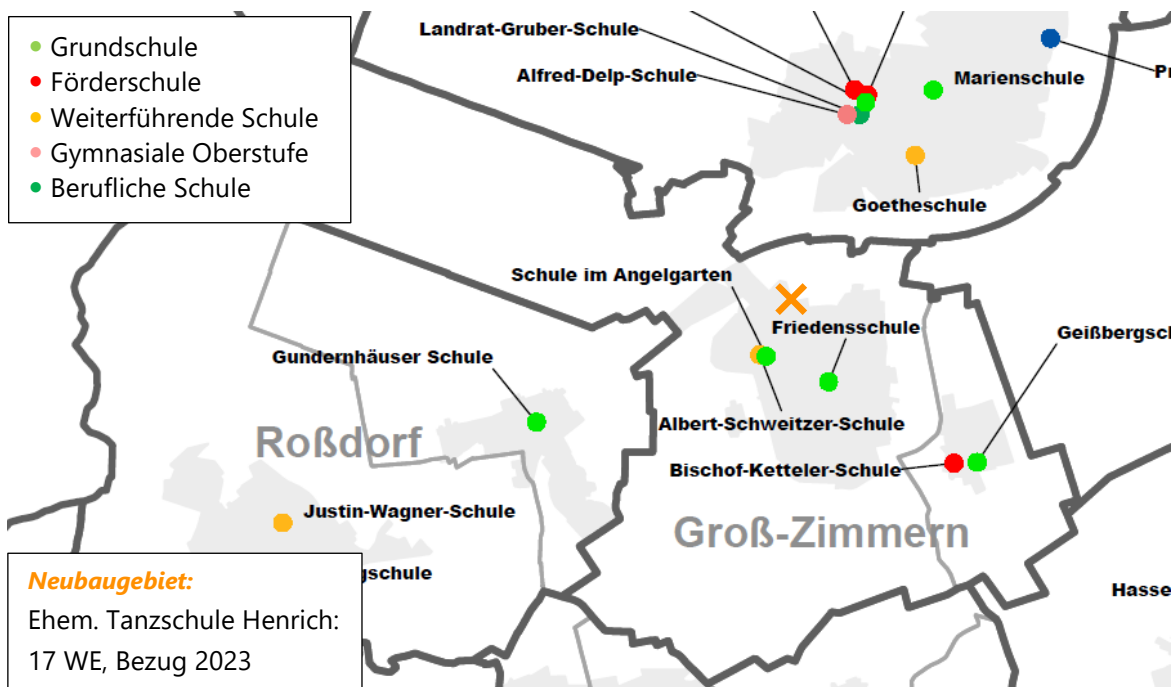 Grundschule
Förderschule
Weiterführende Schule
Gymnasiale Oberstufe
Berufliche Schule
Landrat-Gruber-Schule
Alfred-Delp-Schule
Marienschule
Pr
Goetheschule
Schule im Angelgarten
Friedensschule
Geißbergsch
Gundernhäuser Schule
Albert-Schweitzer-Schule
Roßdorf
Bischof-Ketteler-Schule
Justin-Wagner-Schule
Groß-Zimmern
gschule
Hasse
Neubaugebiet:
Ehem. Tanzschule Henrich:
17 WE, Bezug 2023